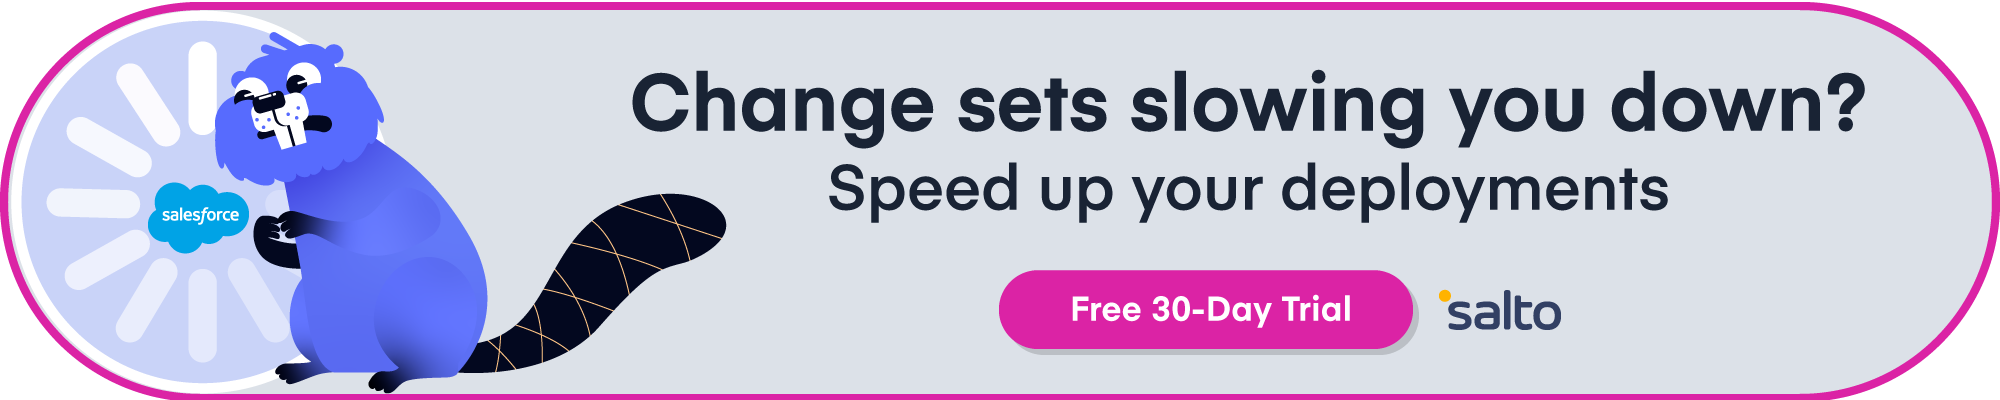 Change sets slowing you down?
Speed up your deployments
salesforce
Free 30-Day Trial
salto